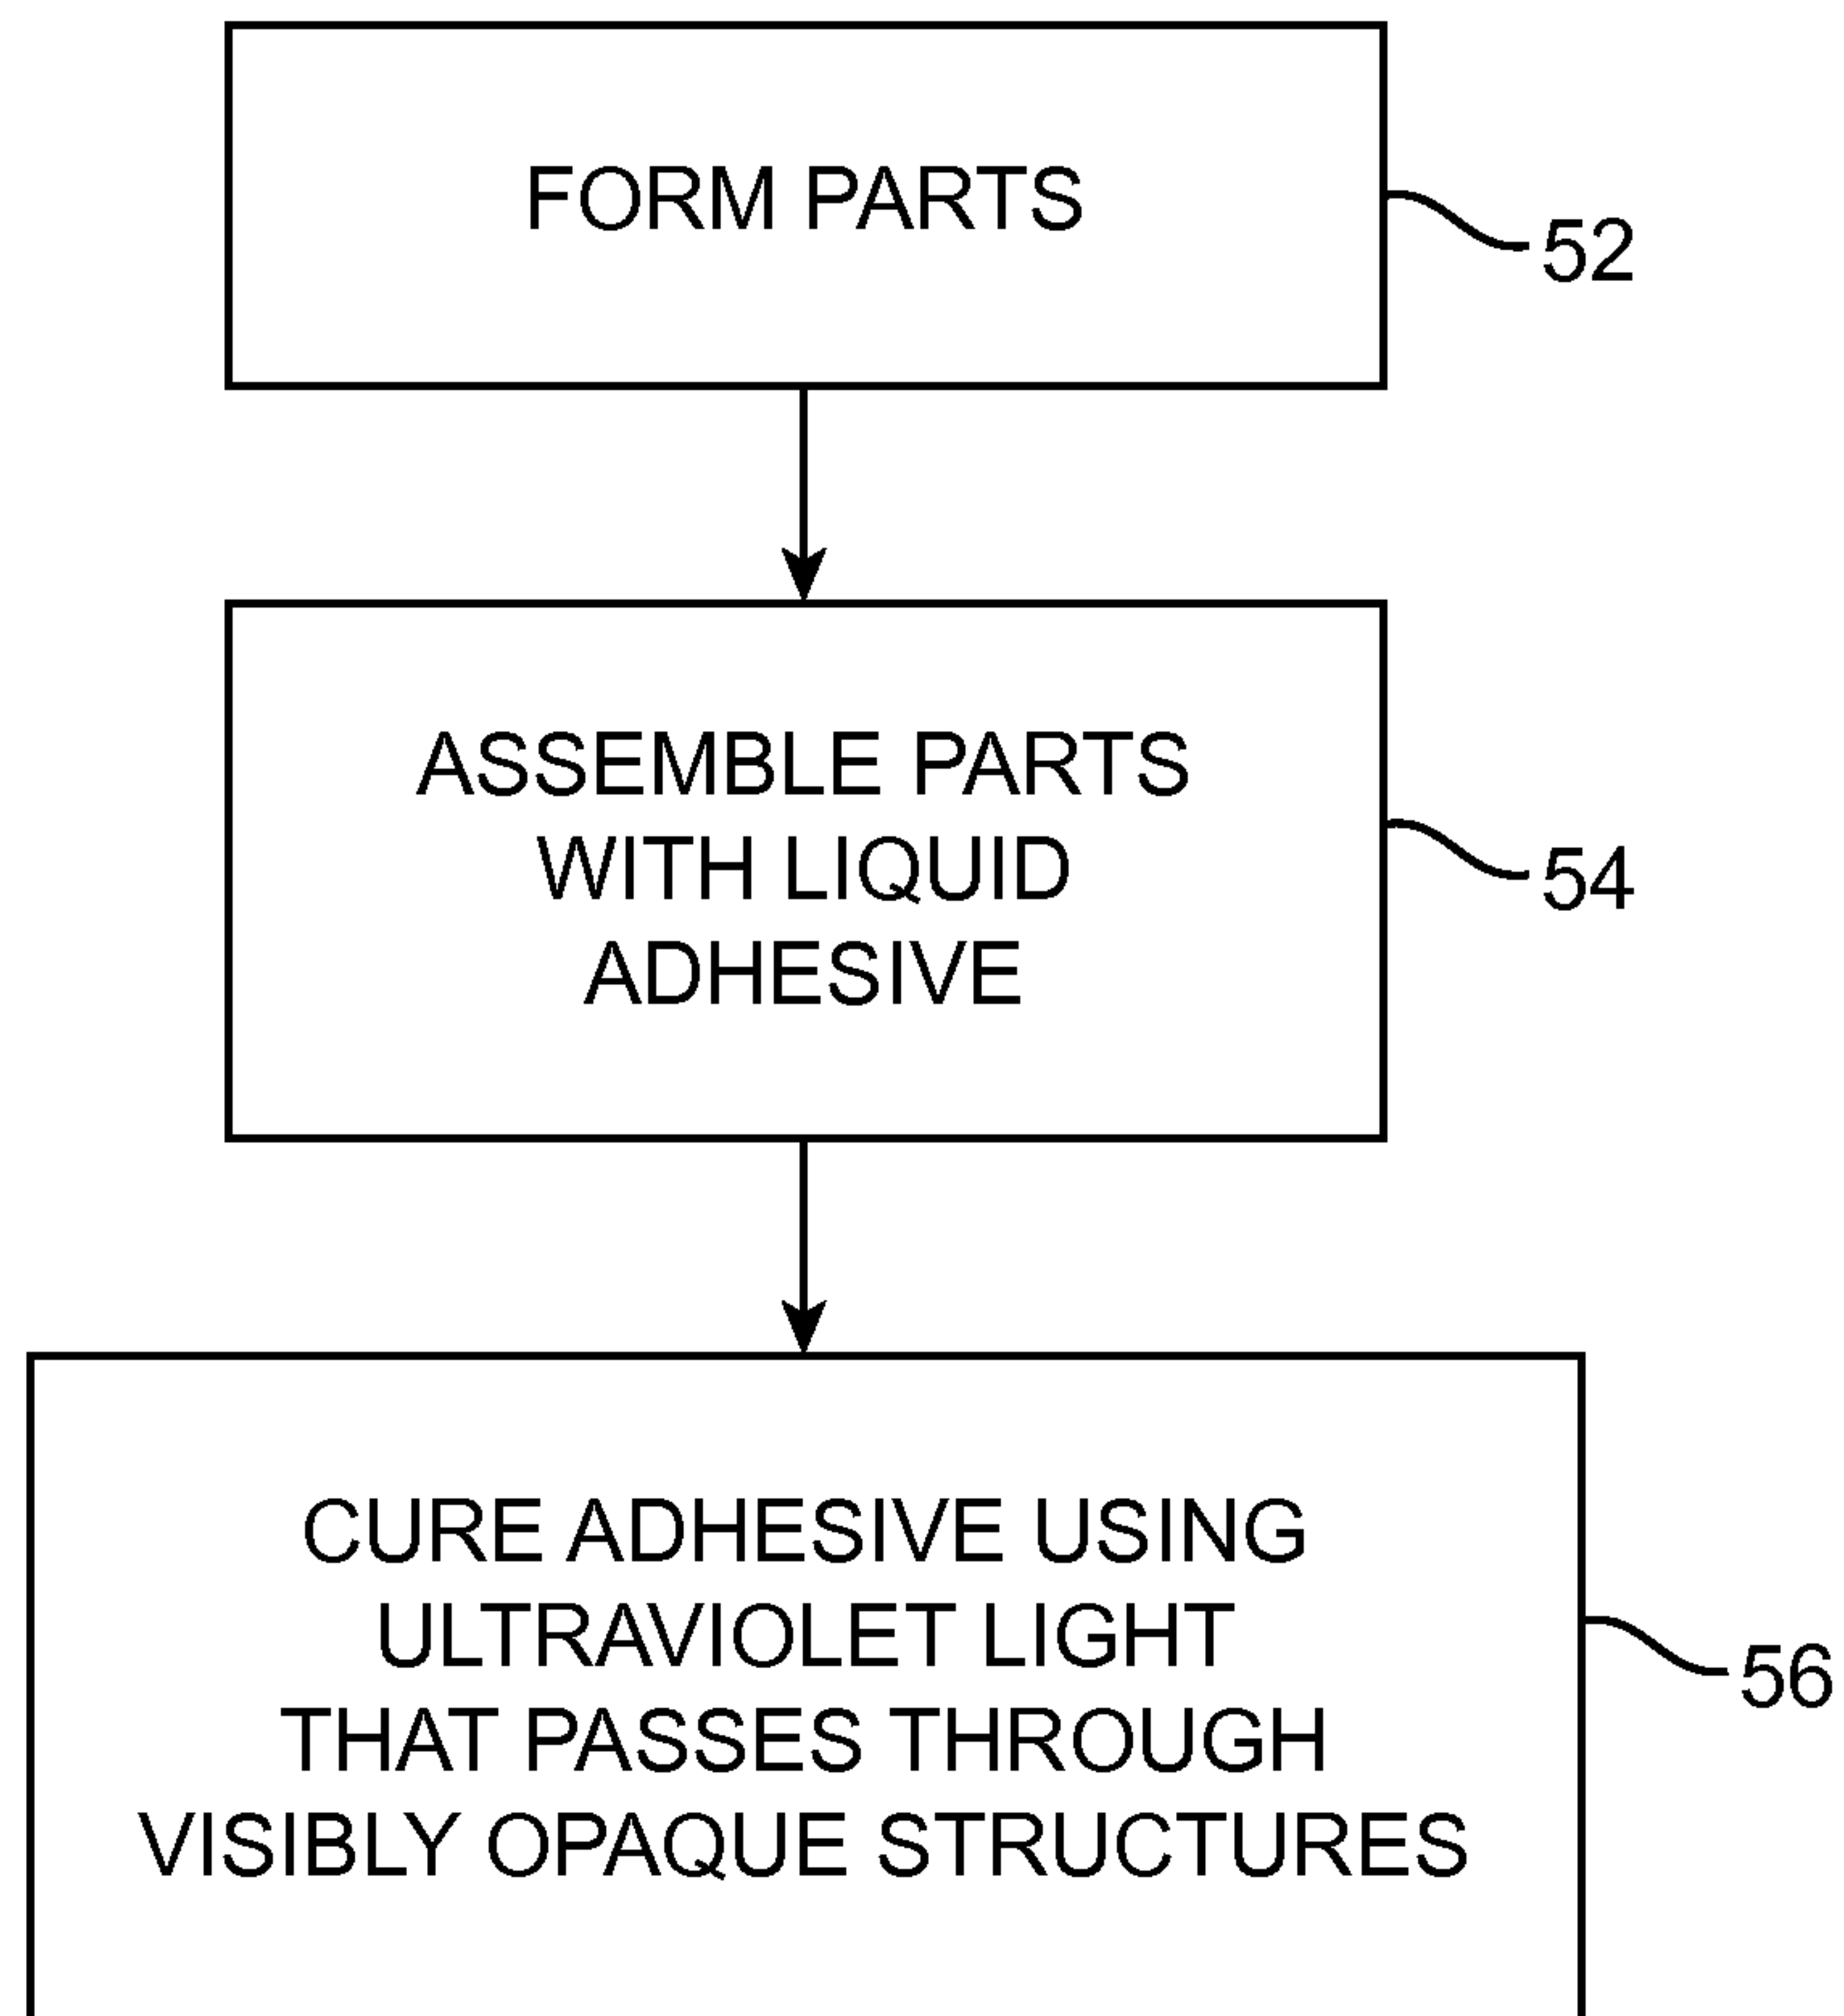 FORM PARTS
52
ASSEMBLE PARTS
WITH LIQUID
ADHESIVE
54
CURE ADHESIVE USING
ULTRAVIOLET LIGHT
THAT PASSES THROUGH
VISIBLY OPAQUE STRUCTURES
56